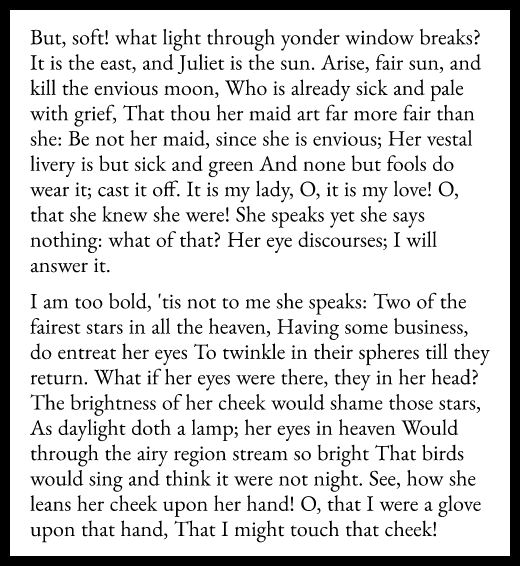 But, soft! what light through yonder window breaks?
It is the east, and Juliet is the sun. Arise, fair sun, and
kill the envious moon, Who is already sick and pale
with grief, That thou her maid art far more fair than
she: Be not her maid, since she is envious; Her vestal
livery is but sick and green And none but fools do
wear it; cast it off. It is my lady, O, it is my love! O,
that she knew she were! She speaks yet she says
nothing: what of that? Her eye discourses; I will
answer it.
I am too bold, 'tis not to me she speaks: Two of the
fairest stars in all the heaven, Having some business,
do entreat her eyes To twinkle in their spheres till they
return. What if her eyes were there, they in her head?
The brightness of her cheek would shame those stars,
As daylight doth a lamp; her eyes in heaven Would
through the airy region stream so bright That birds
would sing and think it were not night. See, how she
leans her cheek upon her hand! O, that I were a glove
upon that hand, That I might touch that cheek!